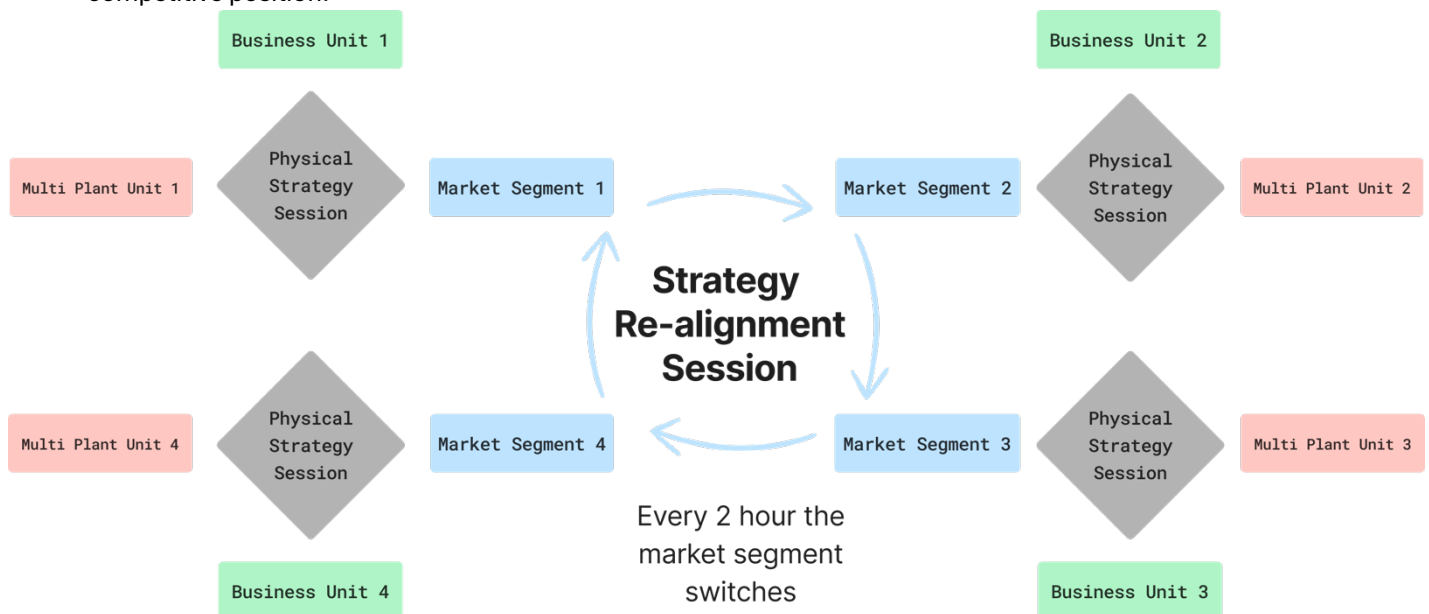 competitive position.
Business Unit 1
Business Unit 2
Physical
Strategy
Session
Physical
Strategy
Session
Multi Plant Unit 1
Market Segment 1
Market Segment 2
Multi Plant Unit 2
Strategy
Re-alignment
Session
Physical
Strategy
Session
Physical
Strategy
Session
Multi Plant Unit 4
Market Segment 4
Market Segment 3
Multi Plant Unit 3
Every 2 hour the
market segment
switches
Business Unit 4
Business Unit 3